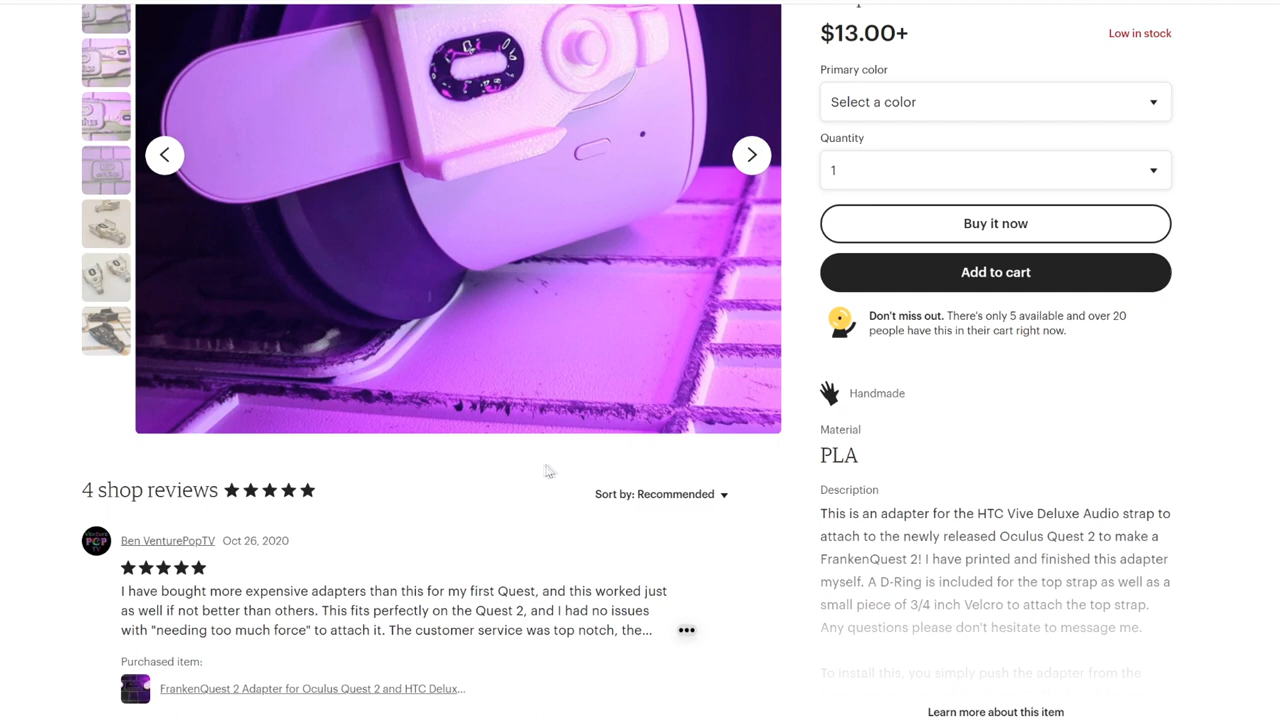 $13.00+
Low in stock
Primary color
Select a color
Quantity
1
Buy it now
Add to cart
Don't miss out. There's only 5 available and over 20
people have this in their cart right now.
Handmade
Material
PLA
Description
This is an adapter for the HTC Vive Deluxe Audio strap to
attach to the newly released Oculus Quest 2 to make a
FrankenQuest 2! I have printed and finished this adapter
myself. A D-Ring is included for the top strap as well as a
small piece of 3/4 inch Velcro to attach the top strap.
Any questions please don't hesitate to message me.
To install this, you simply push the adapter from the
Learn more about this item
4 shop reviews
Sort by: Recommended
Ben VenturePopTV Oct 26, 2020
I have bought more expensive adapters than this for my first Quest, and this worked just
as well if not better than others. This fits perfectly on the Quest 2, and I had no issues
with "needing too much force" to attach it. The customer service was top notch, the...
Purchased item:
FrankenQuest 2 Adapter for Oculus Quest 2 and HTC Delux...